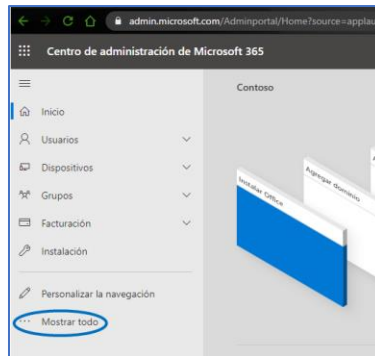 admin.microsoft.com/Adminportal/Home?source=applau
Centro de administración de Microsoft 365
Contoso
Inicio
Usuarios
Dispositivos
Grupos
Facturación
Instalación
Personalizar la navegación
Mostrar todo
Instalar Office
Agregar dominio